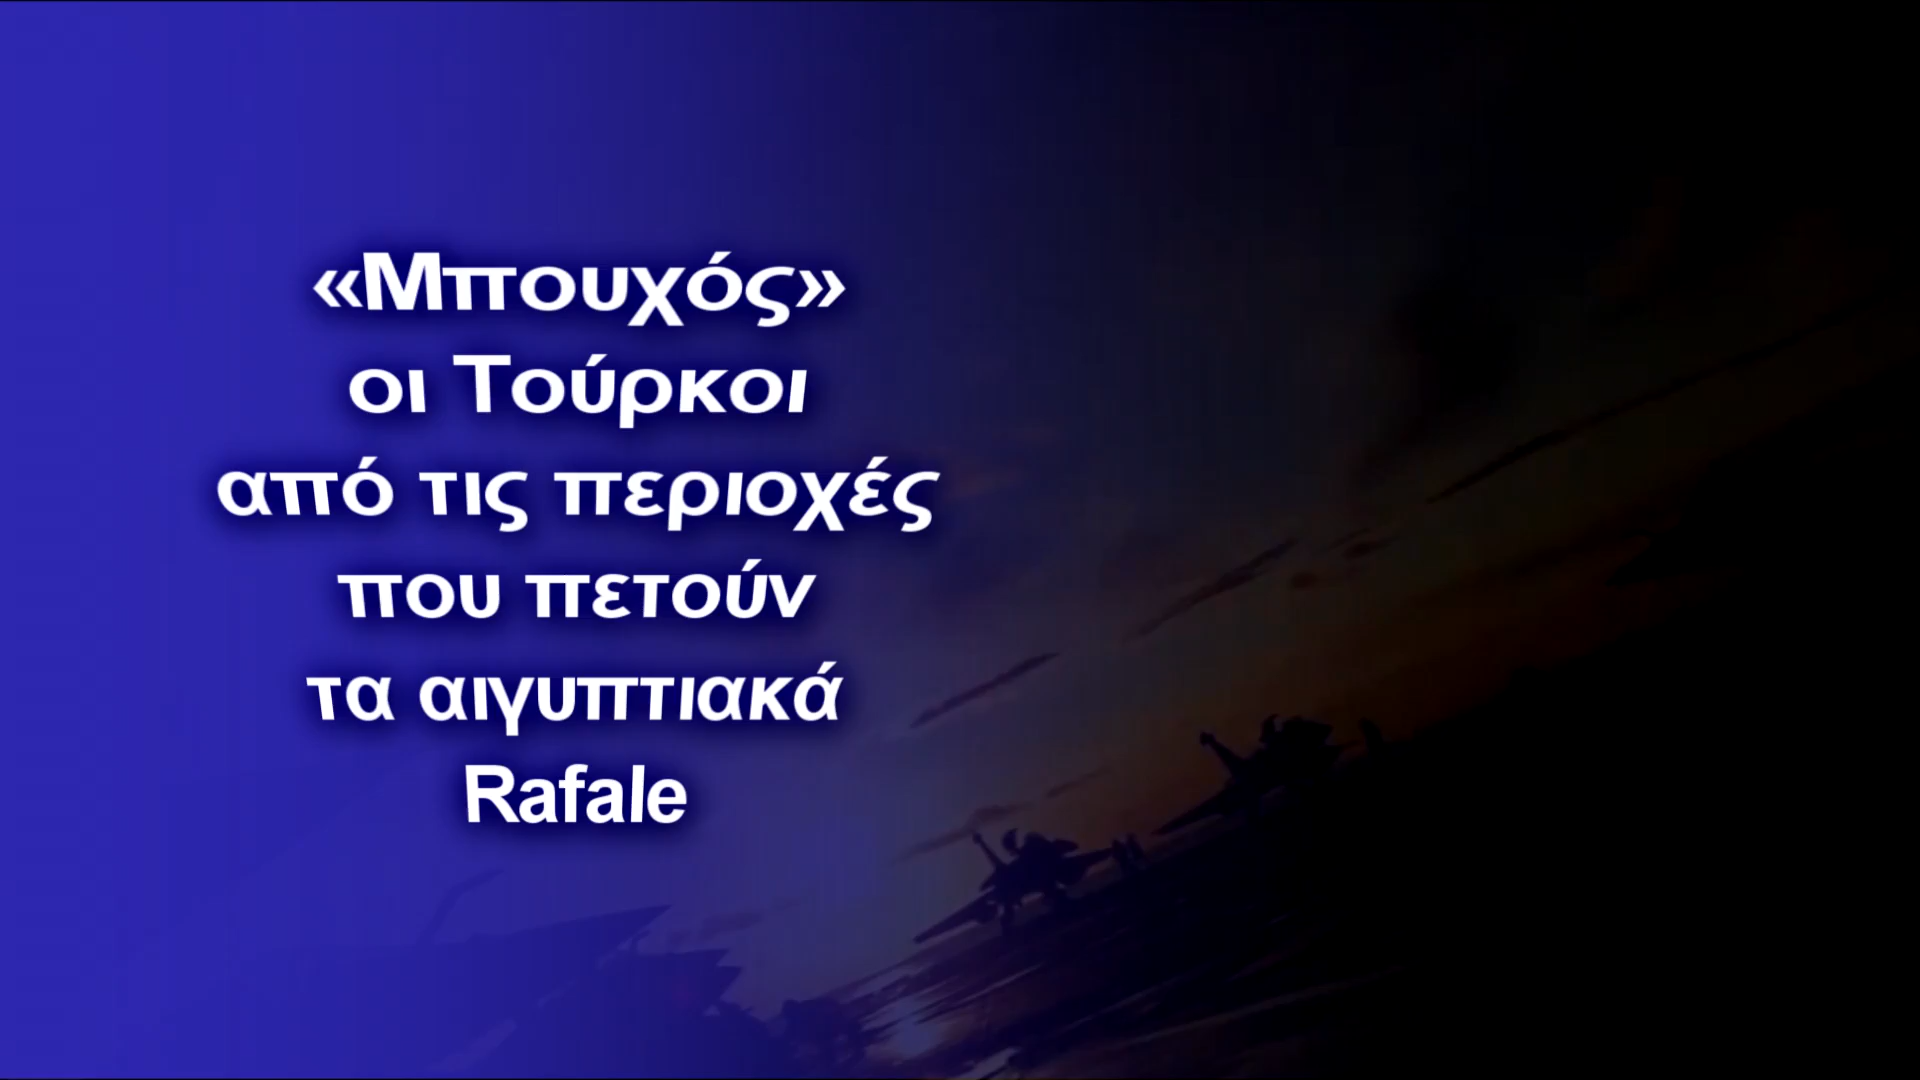 «Μπουχός»
οι Τούρκοι
από τις περιοχές
που πετούν
τα αιγυπτιακά
Rafale